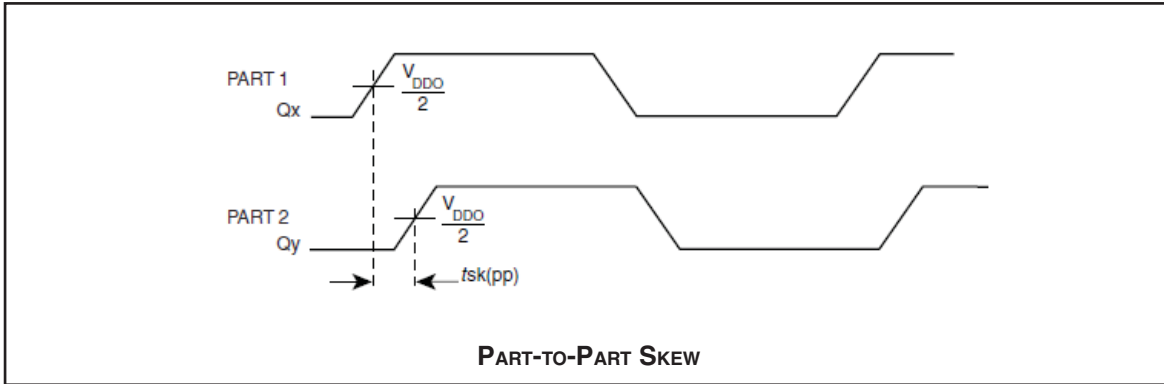 PART 1
Qx
VDDO
2
PART 2
Qy
VDDO
2
tsk(pp)
PART-TO-PART SKEW